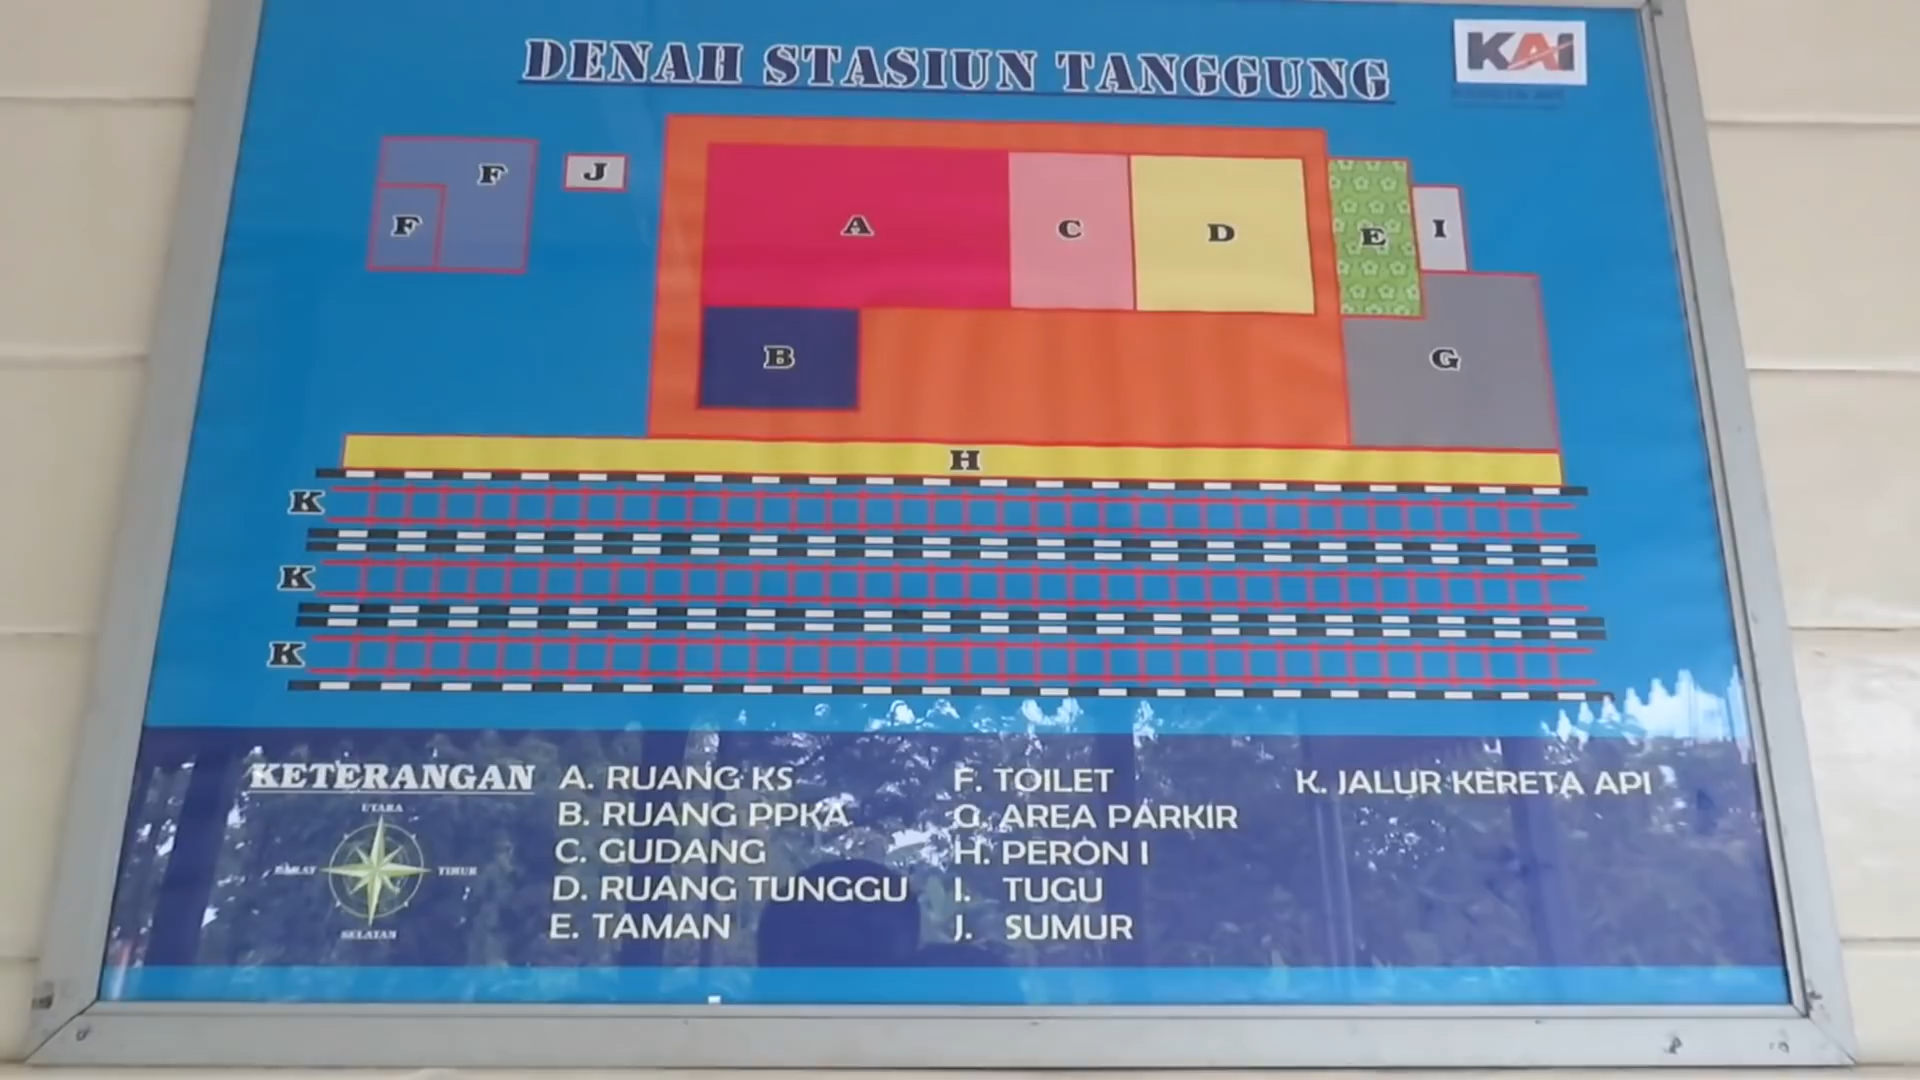 DENAH STASIUN TANGGUNG
KAI
F
J
F
A
C
D
E
I
B
G
H
K
K
K
KETERANGAN
UTARA
BARAT
TIMUR
SELATAN
A. RUANG KS
B. RUANG PPKA
C. GUDANG
D. RUANG TUNGGU
E. TAMAN
F. TOILET
G. AREA PARKIR
H. PERON I
I. TUGU
J. SUMUR
K. JALUR KERETA API